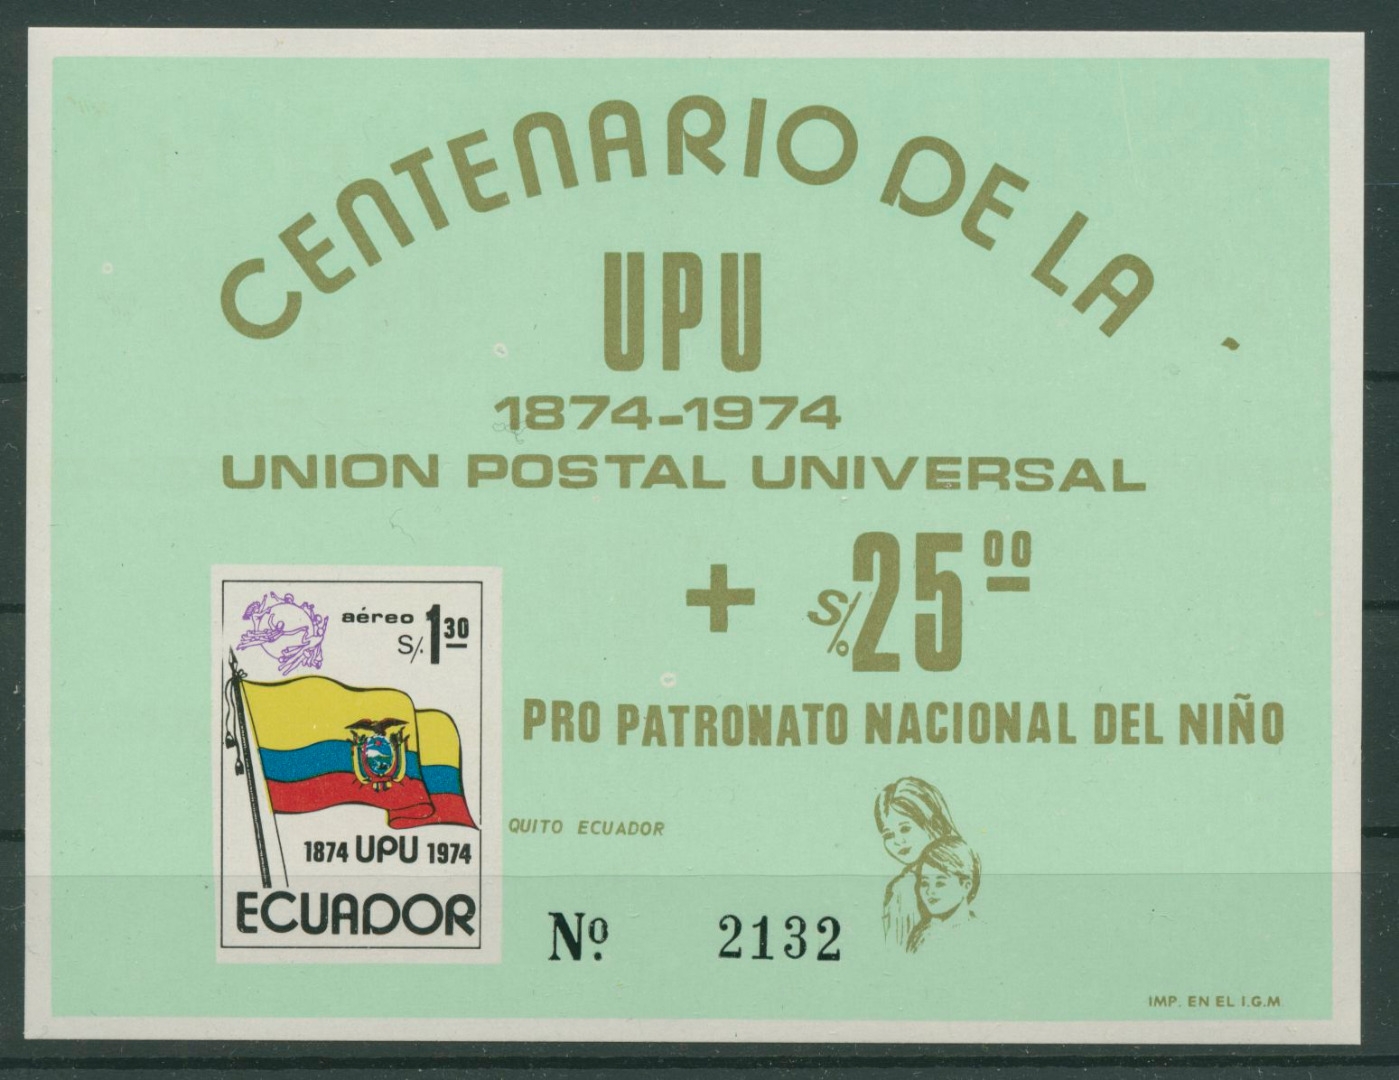 CENTENARIO DE LA
UPU
1874-1974
UNION POSTAL UNIVERSAL
+ S/. 25 00
PRO PATRONATO NACIONAL DEL NIÑO
aéreo
S/. 1 30
1874 UPU 1974
ECUADOR
QUITO ECUADOR
Nº. 2132
IMP. EN EL I.G.M.